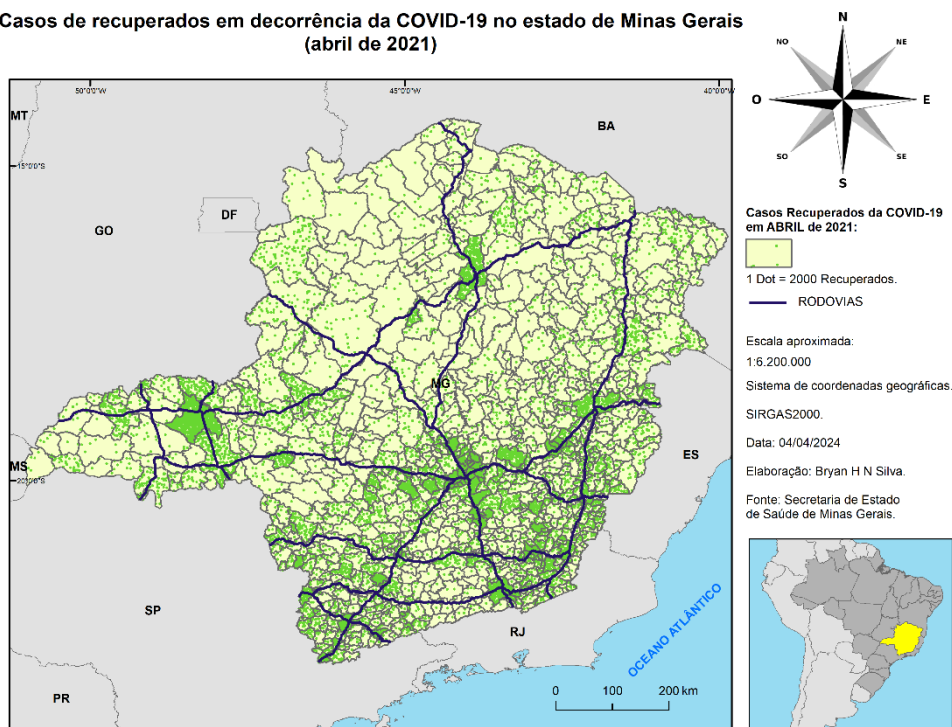 Casos de recuperados em decorrência da COVID-19 no estado de Minas Gerais
(abril de 2021)
N
NO
NE
O
E
SO
SE
S
50°0'0"W
45°0'0"W
40°0'0"W
MT
BA
15°0'0"S
DF
GO
MG
MS
20°0'0"S
ES
SP
RJ
PR
OCEANO ATLÂNTICO
0 100 200 km
Casos Recuperados da COVID-19
em ABRIL de 2021:
1 Dot = 2000 Recuperados.
RODOVIAS
Escala aproximada:
1:6.200.000
Sistema de coordenadas geográficas.
SIRGAS2000.
Data: 04/04/2024
Elaboração: Bryan H N Silva.
Fonte: Secretaria de Estado
de Saúde de Minas Gerais.